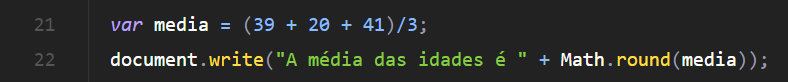 21 var media = (39 + 20 + 41)/3;
22 document.write("A média das idades é " + Math.round(media));